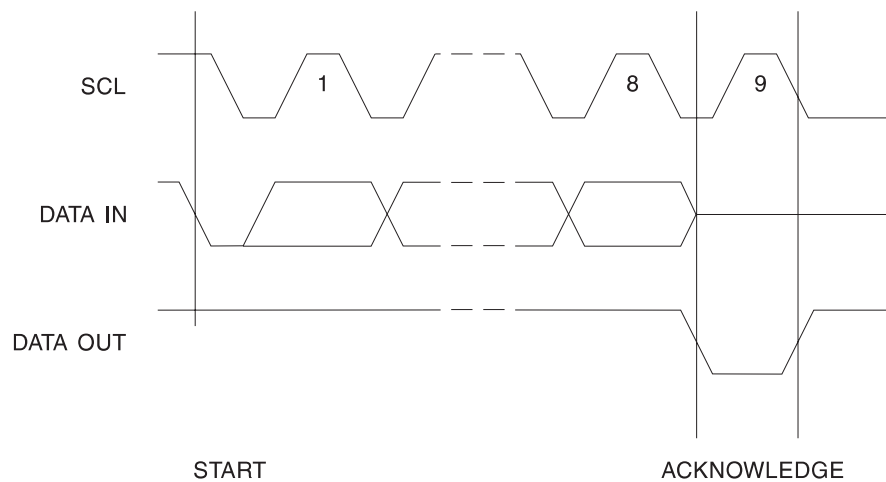 SCL
1
8
9
DATA IN
DATA OUT
START
ACKNOWLEDGE